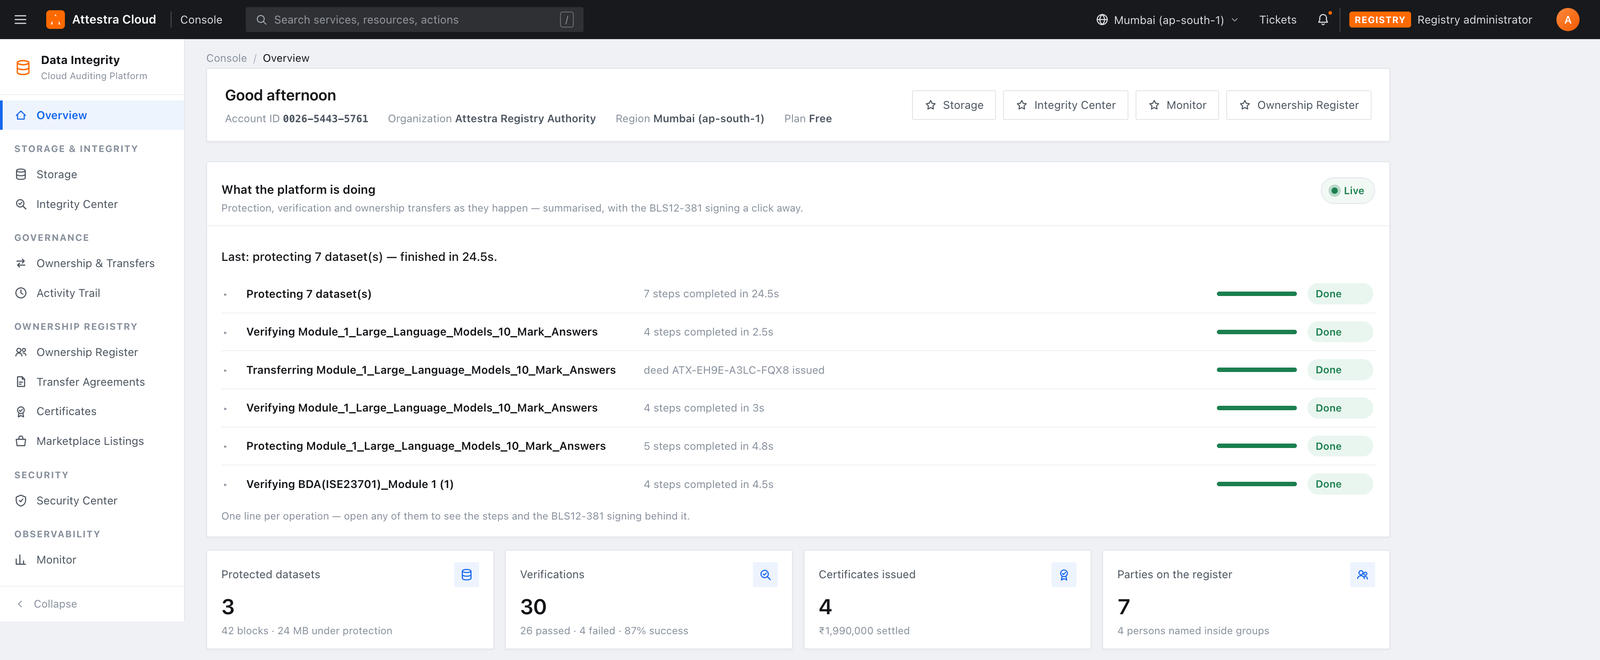 Attestra Cloud
Console
Search services, resources, actions
/
Mumbai (ap-south-1)
Tickets
REGISTRY
Registry administrator
A
Data Integrity
Cloud Auditing Platform
Overview
STORAGE & INTEGRITY
Storage
Integrity Center
GOVERNANCE
Ownership & Transfers
Activity Trail
OWNERSHIP REGISTRY
Ownership Register
Transfer Agreements
Certificates
Marketplace Listings
SECURITY
Security Center
OBSERVABILITY
Monitor
Collapse
Console / Overview
Good afternoon
Account ID 0026-5443-5761 Organization Attestra Registry Authority Region Mumbai (ap-south-1) Plan Free
Storage
Integrity Center
Monitor
Ownership Register
What the platform is doing
Protection, verification and ownership transfers as they happen — summarised, with the BLS12-381 signing a click away.
Live
Last: protecting 7 dataset(s) — finished in 24.5s.
Protecting 7 dataset(s) 7 steps completed in 24.5s Done
Verifying Module_1_Large_Language_Models_10_Mark_Answers 4 steps completed in 2.5s Done
Transferring Module_1_Large_Language_Models_10_Mark_Answers deed ATX-EH9E-A3LC-FQX8 issued Done
Verifying Module_1_Large_Language_Models_10_Mark_Answers 4 steps completed in 3s Done
Protecting Module_1_Large_Language_Models_10_Mark_Answers 5 steps completed in 4.8s Done
Verifying BDA(ISE23701)_Module 1 (1) 4 steps completed in 4.5s Done
One line per operation — open any of them to see the steps and the BLS12-381 signing behind it.
Protected datasets
3
42 blocks · 24 MB under protection
Verifications
30
26 passed · 4 failed · 87% success
Certificates issued
4
₹1,990,000 settled
Parties on the register
7
4 persons named inside groups